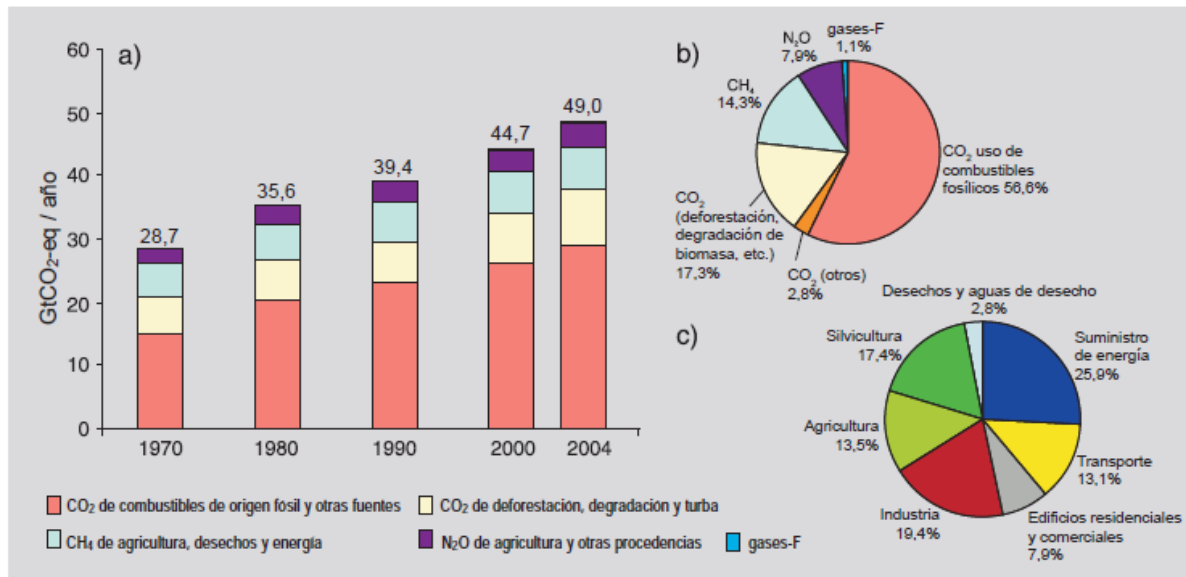 a)
GtCO₂-eq / año
60
50
40
30
20
10
0
28,7
35,6
39,4
44,7
49,0
1970
1980
1990
2000
2004
CO₂ de combustibles de origen fósil y otras fuentes
CO₂ de deforestación, degradación y turba
CH₄ de agricultura, desechos y energía
N₂O de agricultura y otras procedencias
gases-F
b)
N₂O
7,9%
gases-F
1,1%
CH₄
14,3%
CO₂ uso de
combustibles
fosílicos 56,6%
CO₂
(deforestación,
degradación de
biomasa, etc.)
17,3%
CO₂ (otros)
2,8%
c)
Desechos y aguas de desecho
2,8%
Silvicultura
17,4%
Suministro
de energía
25,9%
Agricultura
13,5%
Transporte
13,1%
Industria
19,4%
Edificios residenciales
y comerciales
7,9%